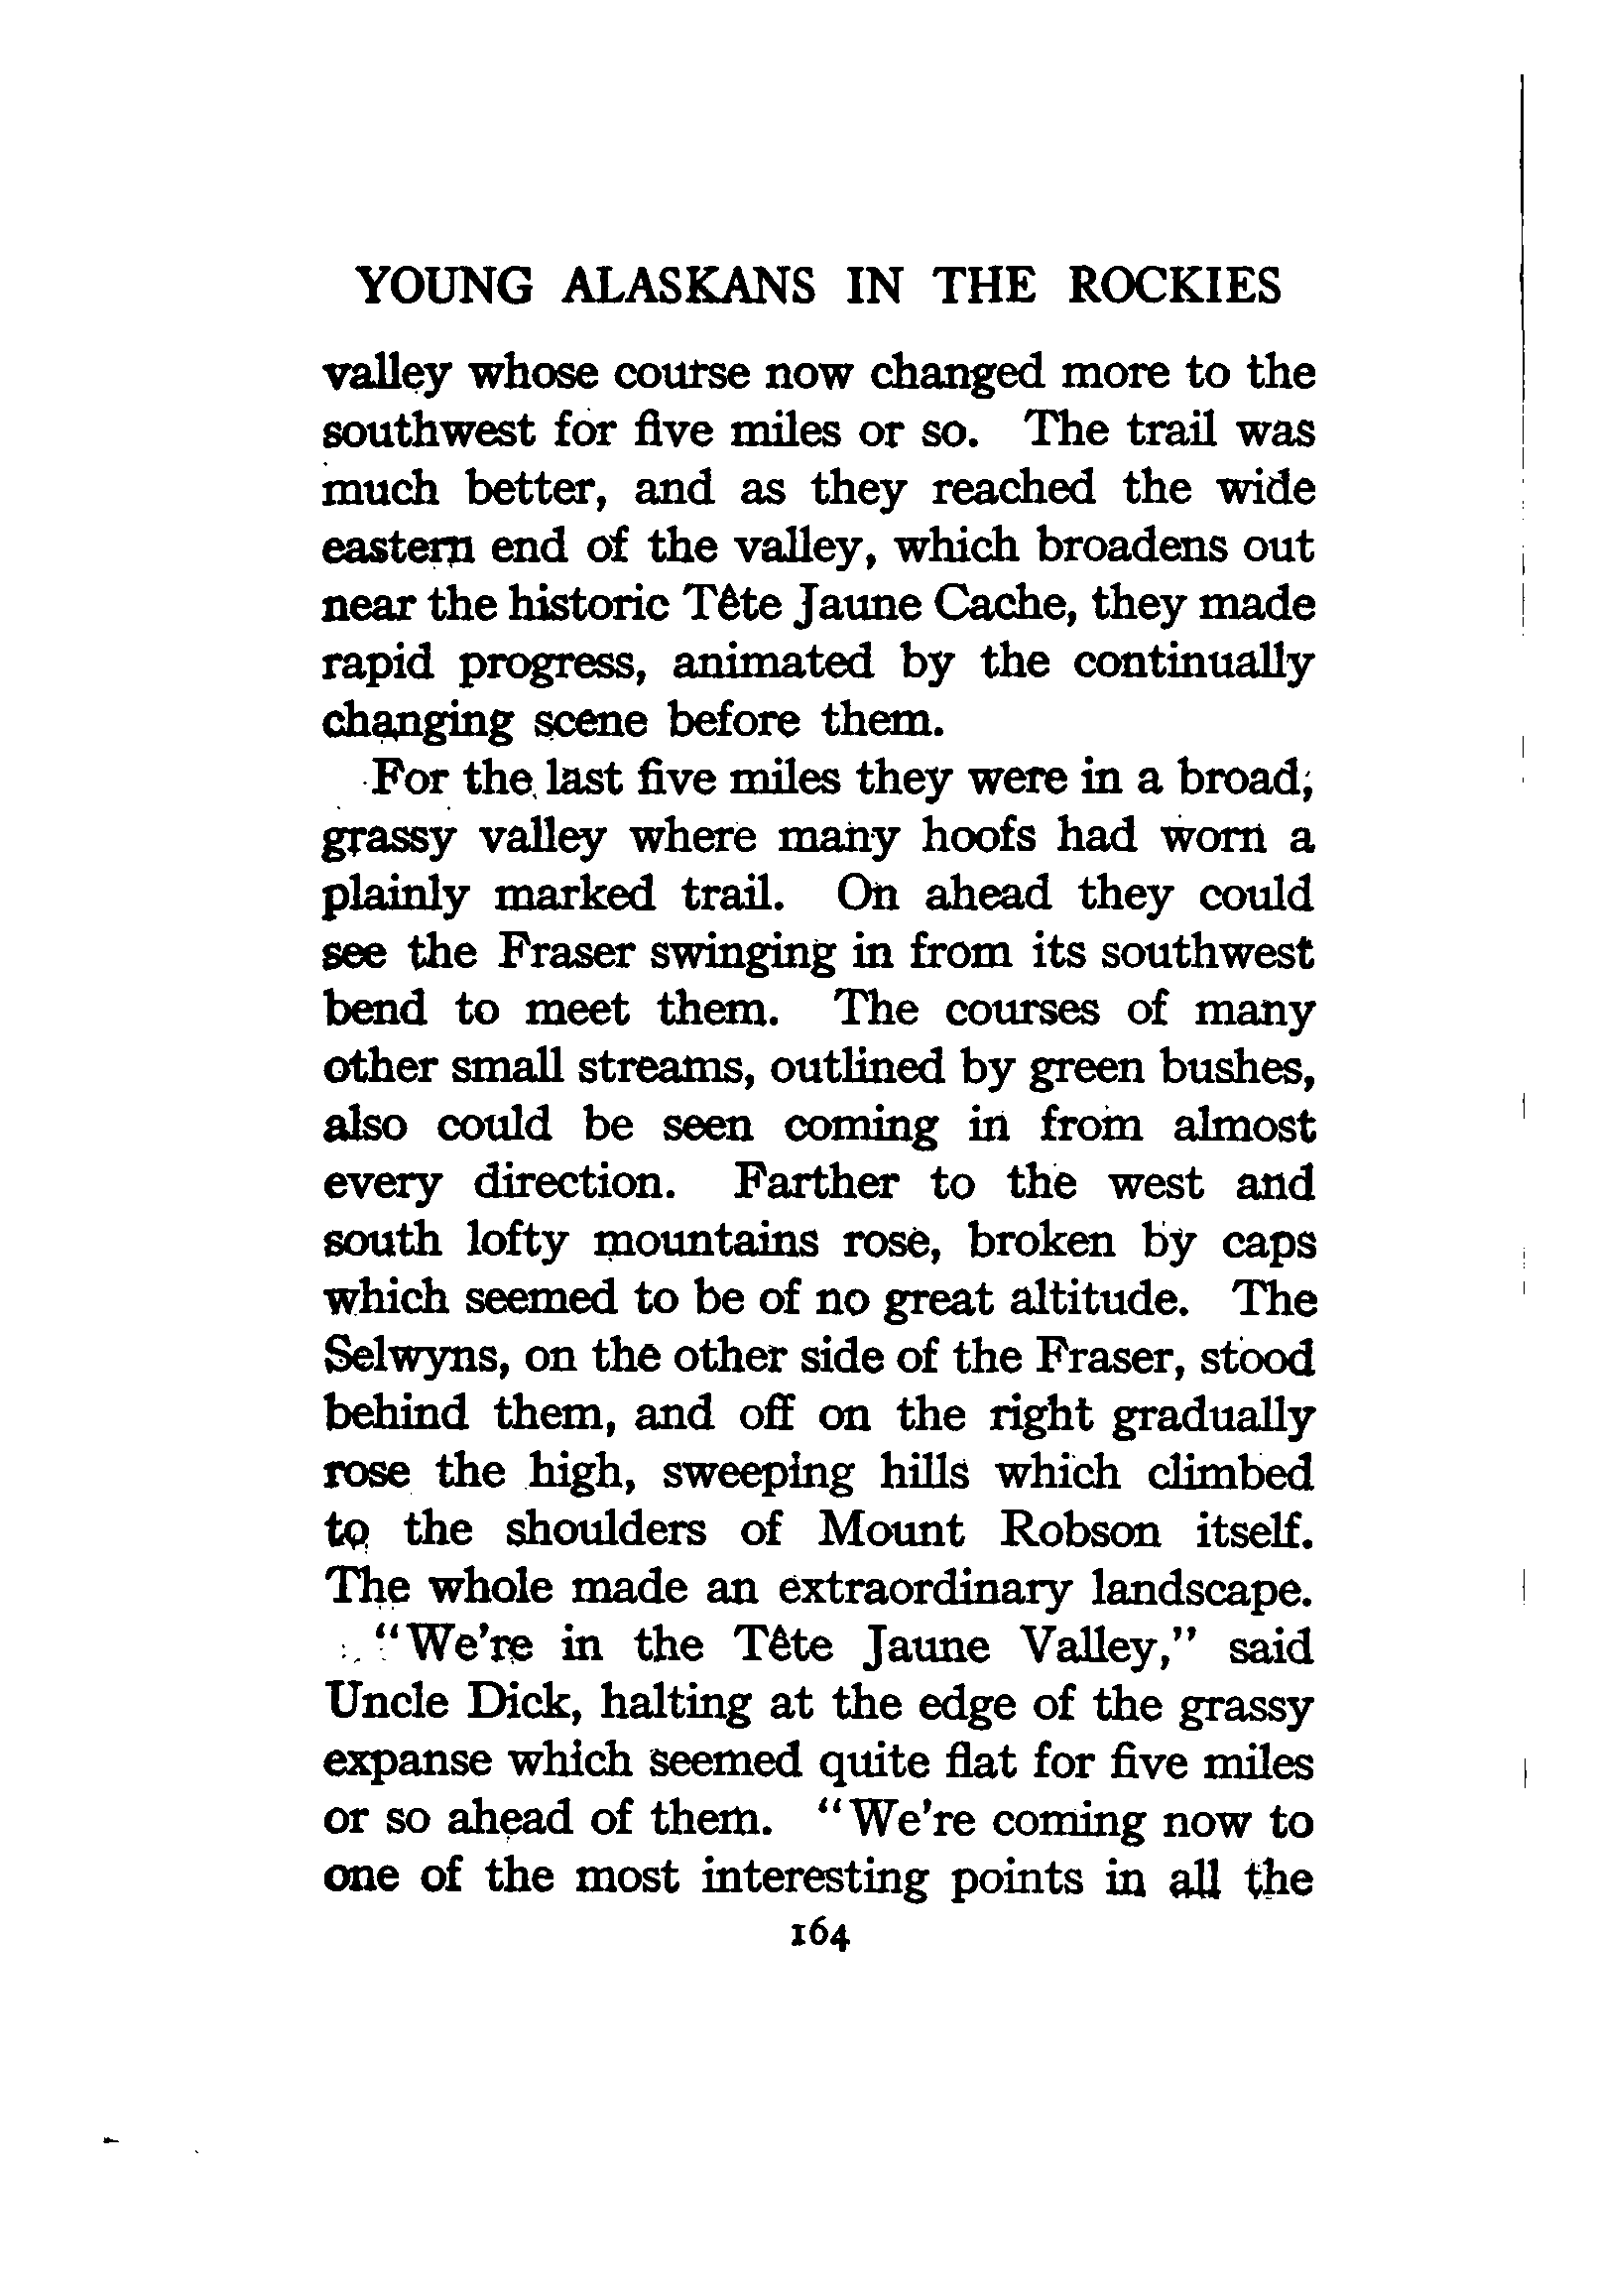 YOUNG ALASKANS IN THE ROCKIES
valley whose course now changed more to the
southwest for five miles or so. The trail was
much better, and as they reached the wide
eastern end of the valley, which broadens out
near the historic Tête Jaune Cache, they made
rapid progress, animated by the continually
changing scene before them.
For the last five miles they were in a broad,
grassy valley where many hoofs had worn a
plainly marked trail. On ahead they could
see the Fraser swinging in from its southwest
bend to meet them. The courses of many
other small streams, outlined by green bushes,
also could be seen coming in from almost
every direction. Farther to the west and
south lofty mountains rose, broken by caps
which seemed to be of no great altitude. The
Selwyns, on the other side of the Fraser, stood
behind them, and off on the right gradually
rose the high, sweeping hills which climbed
to the shoulders of Mount Robson itself.
The whole made an extraordinary landscape.
"We're in the Tête Jaune Valley," said
Uncle Dick, halting at the edge of the grassy
expanse which seemed quite flat for five miles
or so ahead of them. "We're coming now to
one of the most interesting points in all the
164